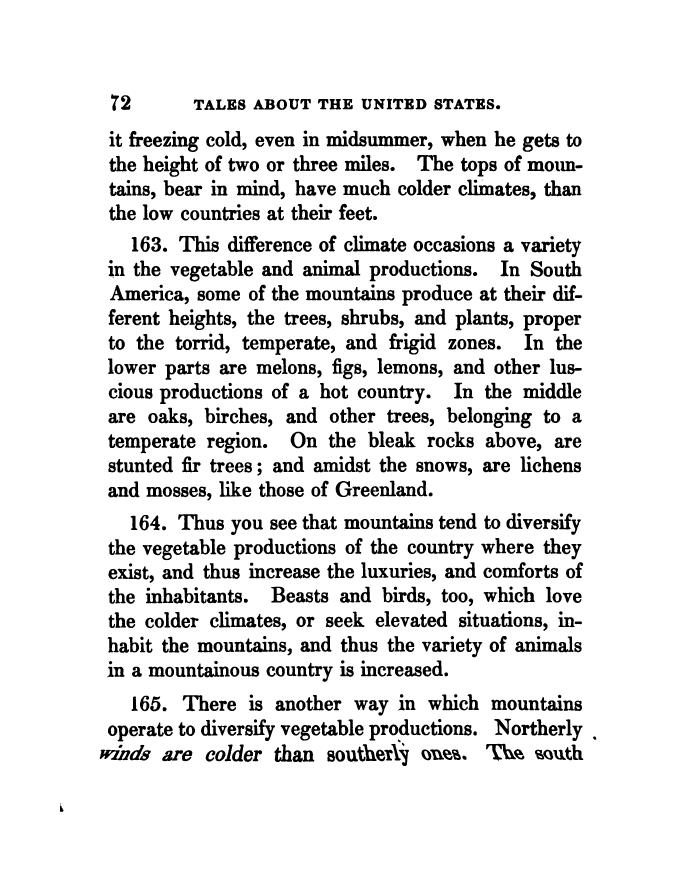 72 TALES ABOUT THE UNITED STATES.
it freezing cold, even in midsummer, when he gets to
the height of two or three miles. The tops of moun-
tains, bear in mind, have much colder climates, than
the low countries at their feet.
163. This difference of climate occasions a variety
in the vegetable and animal productions. In South
America, some of the mountains produce at their dif-
ferent heights, the trees, shrubs, and plants, proper
to the torrid, temperate, and frigid zones. In the
lower parts are melons, figs, lemons, and other lus-
cious productions of a hot country. In the middle
are oaks, birches, and other trees, belonging to a
temperate region. On the bleak rocks above, are
stunted fir trees; and amidst the snows, are lichens
and mosses, like those of Greenland.
164. Thus you see that mountains tend to diversify
the vegetable productions of the country where they
exist, and thus increase the luxuries, and comforts of
the inhabitants. Beasts and birds, too, which love
the colder climates, or seek elevated situations, in-
habit the mountains, and thus the variety of animals
in a mountainous country is increased.
165. There is another way in which mountains
operate to diversify vegetable productions. Northerly
winds are colder than southerly ones. The south